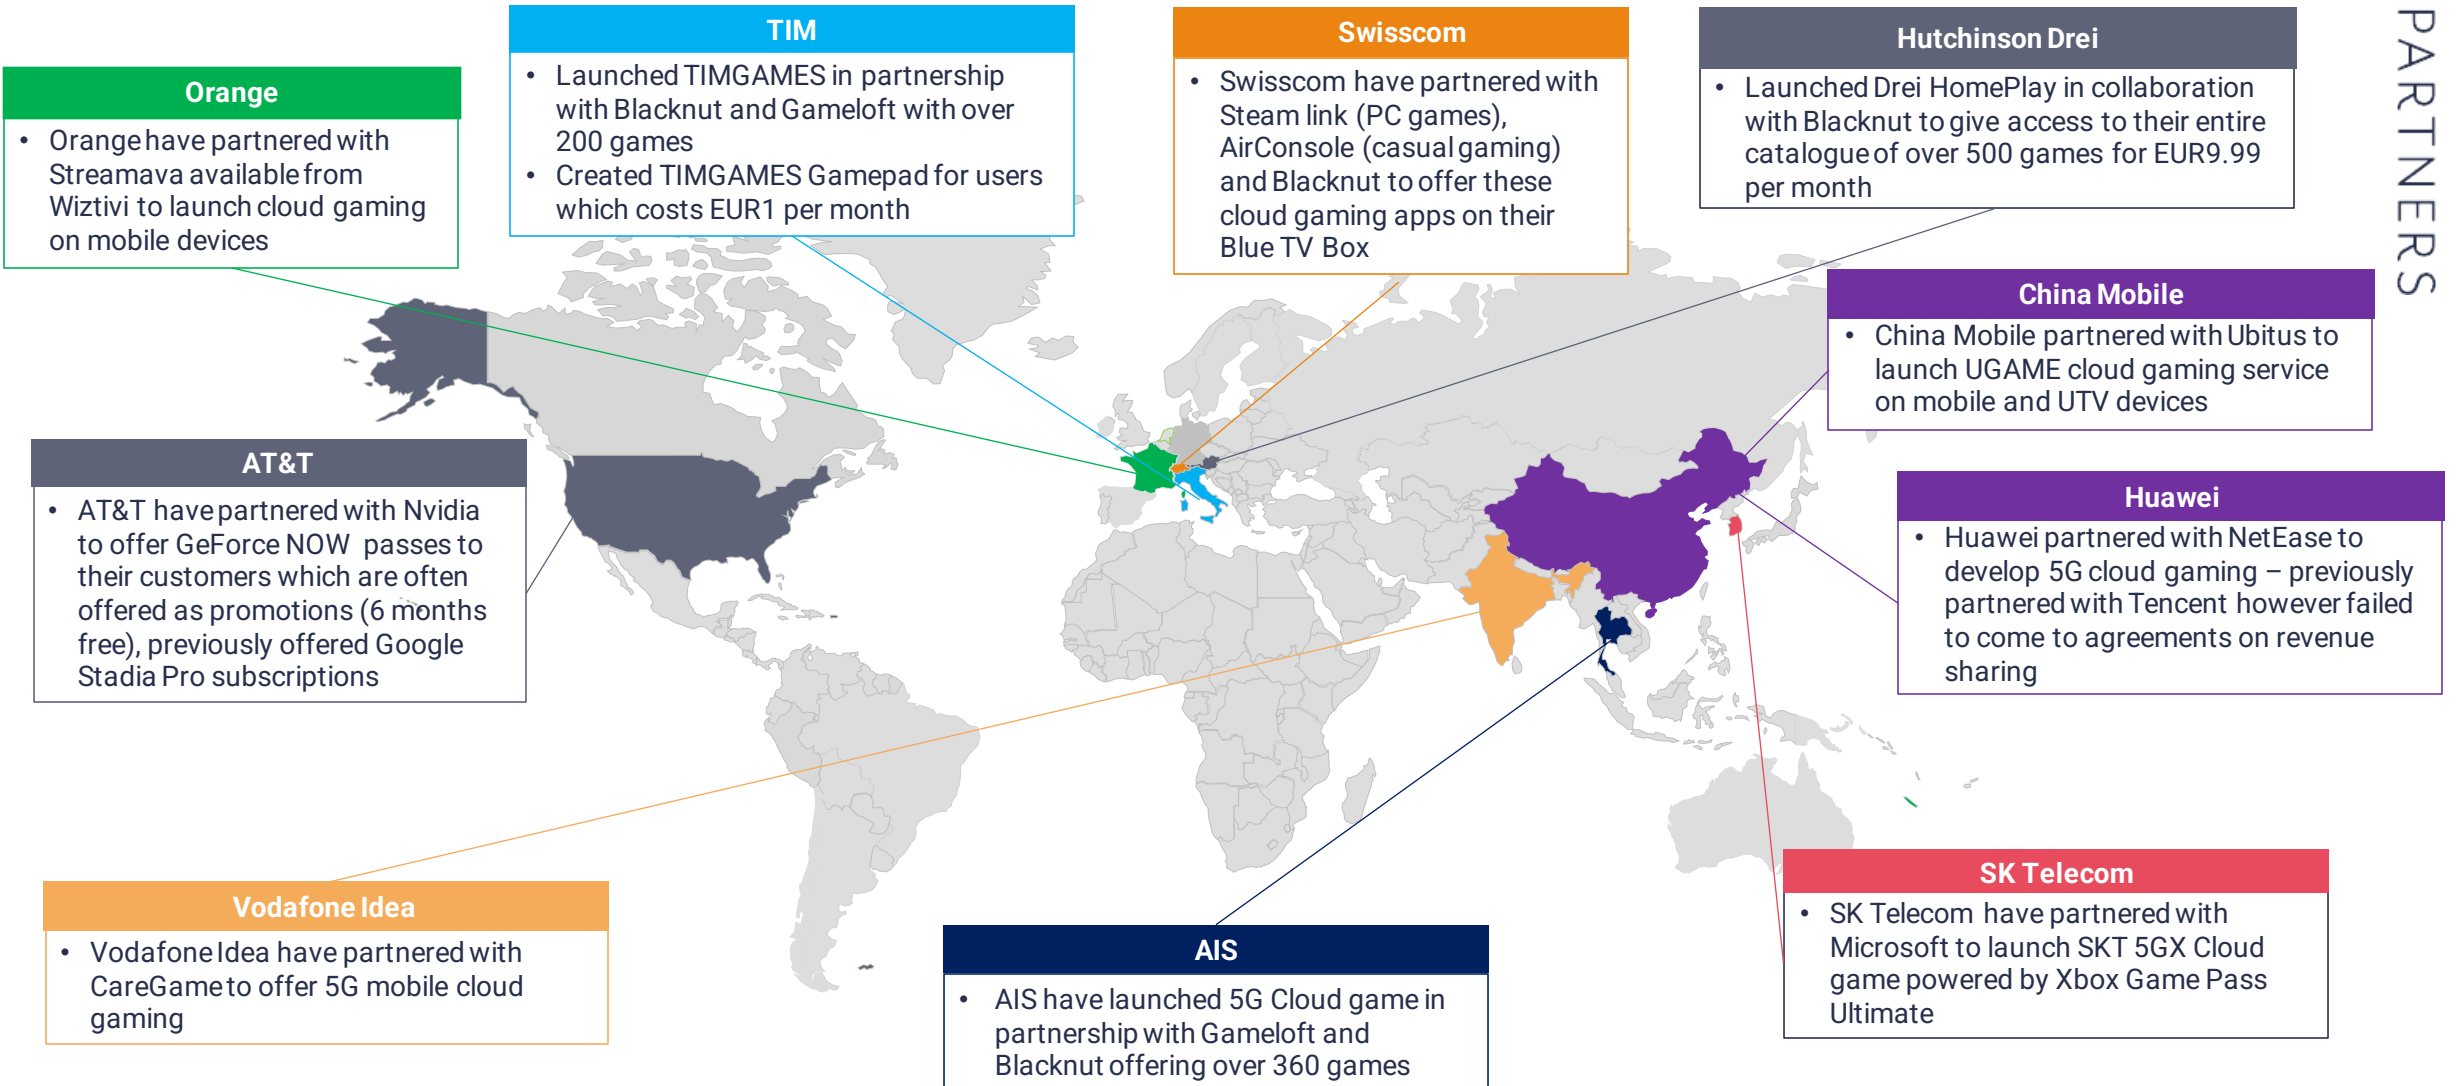 PARTNERS
TIM
• Launched TIMGAMES in partnership
with Blacknut and Gameloft with over
200 games
• Created TIMGAMES Gamepad for users
which costs EUR1 per month
Swisscom
• Swisscom have partnered with
Steam link (PC games),
AirConsole (casual gaming)
and Blacknut to offer these
cloud gaming apps on their
Blue TV Box
Hutchinson Drei
• Launched Drei HomePlay in collaboration
with Blacknut to give access to their entire
catalogue of over 500 games for EUR9.99
per month
Orange
• Orange have partnered with
Streamava available from
Wiztivi to launch cloud gaming
on mobile devices
China Mobile
• China Mobile partnered with Ubitus to
launch UGAME cloud gaming service
on mobile and UTV devices
AT&T
• AT&T have partnered with Nvidia
to offer GeForce NOW passes to
their customers which are often
offered as promotions (6 months
free), previously offered Google
Stadia Pro subscriptions
Huawei
• Huawei partnered with NetEase to
develop 5G cloud gaming – previously
partnered with Tencent however failed
to come to agreements on revenue
sharing
Vodafone Idea
• Vodafone Idea have partnered with
CareGame to offer 5G mobile cloud
gaming
AIS
• AIS have launched 5G Cloud game in
partnership with Gameloft and
Blacknut offering over 360 games
SK Telecom
• SK Telecom have partnered with
Microsoft to launch SKT 5GX Cloud
game powered by Xbox Game Pass
Ultimate